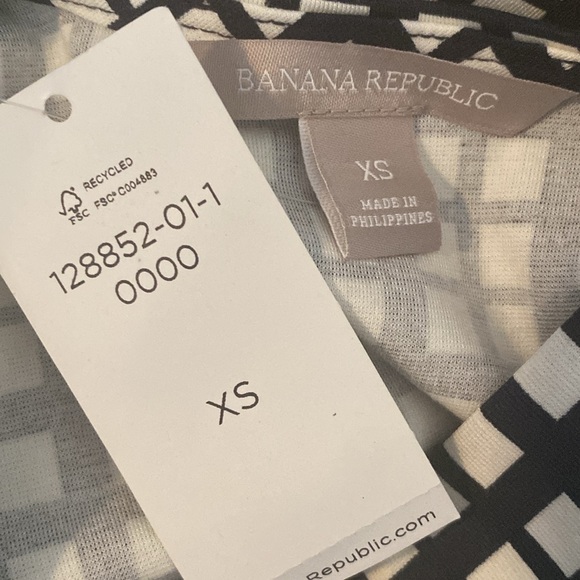 BANANA REPUBLIC
XS
MADE IN
PHILIPPINES
RECYCLED
FSC FSC® C004883
128852-01-1
0000
XS
Republic.com